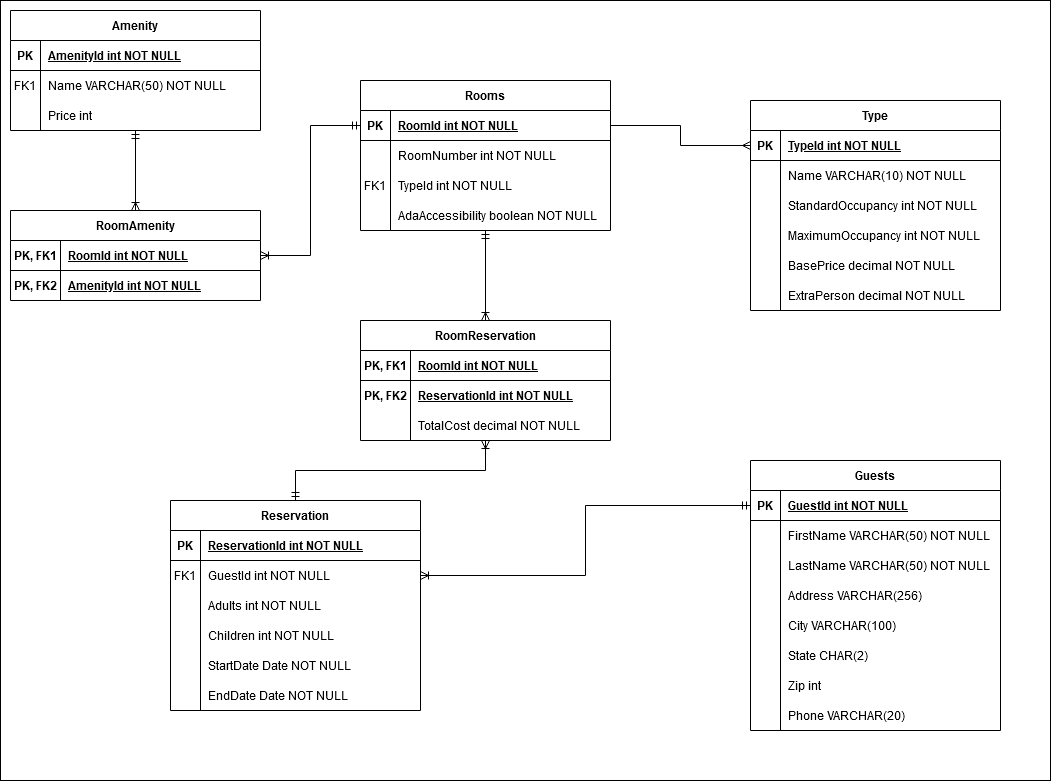 Amenity
PK AmenityId int NOT NULL
FK1 Name VARCHAR(50) NOT NULL
Price int
Rooms
PK RoomId int NOT NULL
RoomNumber int NOT NULL
FK1 TypeId int NOT NULL
AdaAccessibility boolean NOT NULL
Type
PK TypeId int NOT NULL
Name VARCHAR(10) NOT NULL
StandardOccupancy int NOT NULL
MaximumOccupancy int NOT NULL
BasePrice decimal NOT NULL
ExtraPerson decimal NOT NULL
RoomAmenity
PK, FK1 RoomId int NOT NULL
PK, FK2 AmenityId int NOT NULL
RoomReservation
PK, FK1 RoomId int NOT NULL
PK, FK2 ReservationId int NOT NULL
TotalCost decimal NOT NULL
Reservation
PK ReservationId int NOT NULL
FK1 GuestId int NOT NULL
Adults int NOT NULL
Children int NOT NULL
StartDate Date NOT NULL
EndDate Date NOT NULL
Guests
PK GuestId int NOT NULL
FirstName VARCHAR(50) NOT NULL
LastName VARCHAR(50) NOT NULL
Address VARCHAR(256)
City VARCHAR(100)
State CHAR(2)
Zip int
Phone VARCHAR(20)